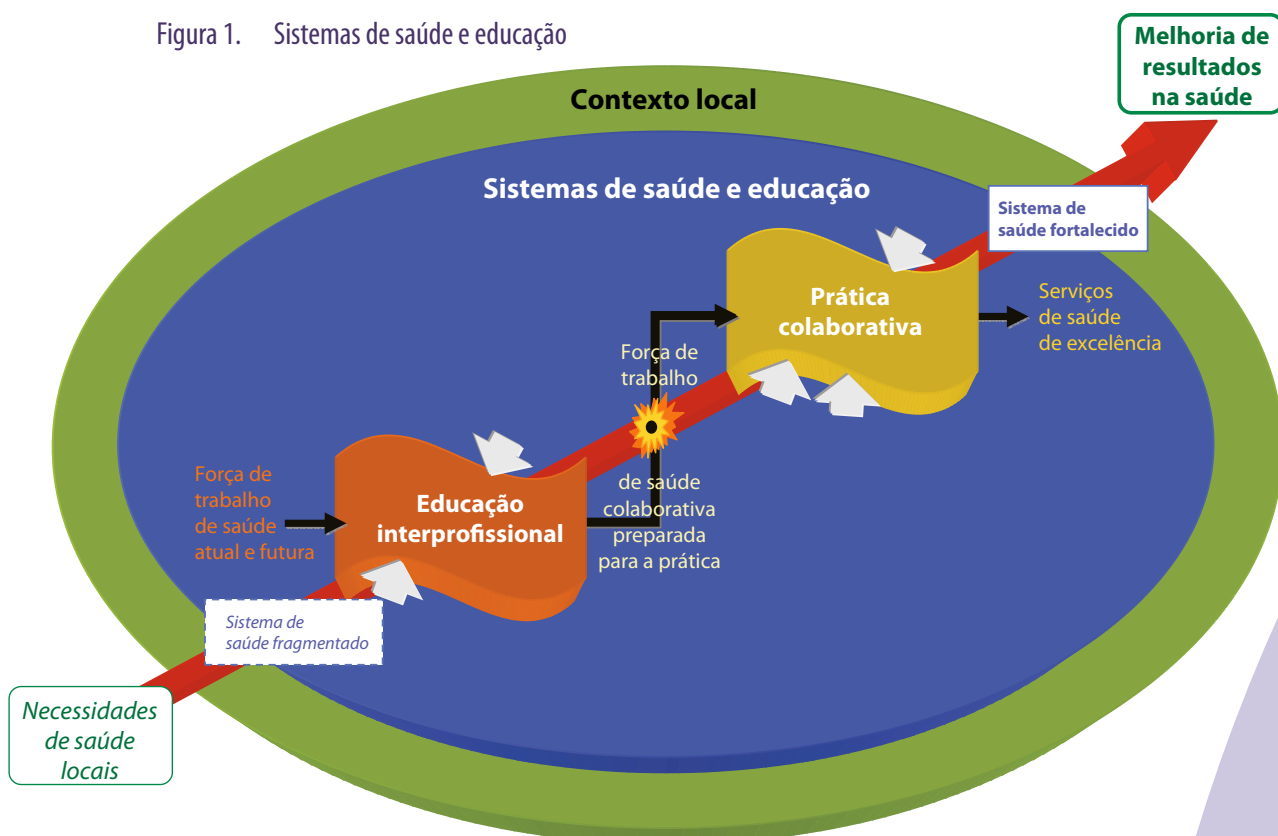 Figura 1. Sistemas de saúde e educação
Melhoria de
resultados
na saúde
Contexto local
Sistemas de saúde e educação
Sistema de
saúde fortalecido
Prática
colaborativa
Serviços
de saúde
de excelência
Força de
trabalho
de saúde
colaborativa
preparada
para a prática
Educação
interprofissional
Força de
trabalho
de saúde
atual e futura
Sistema de
saúde fragmentado
Necessidades
de saúde
locais